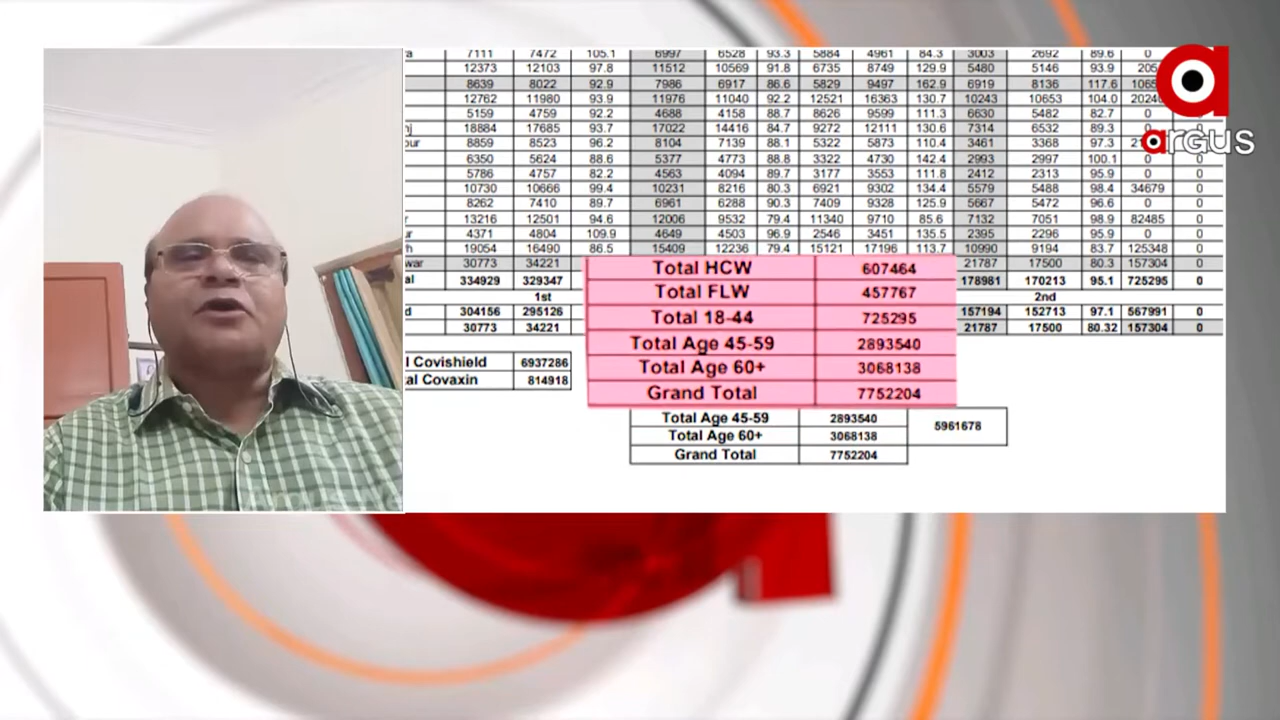 7111 7472 105.1 6997 6528 93.3 5884 4961 84.3 3003 2692 89.6 0
12373 12103 97.8 11512 10569 91.8 6735 8749 129.9 5480 5146 93.9 205
8639 8022 92.9 7986 6917 86.6 5829 9497 162.9 6919 8136 117.6
12762 11980 93.9 11976 11040 92.2 12521 16363 130.7 10243 10653 104.0
5159 4759 92.2 4688 4158 88.7 8626 9599 111.3 6630 5482 82.7 0
nj 18884 17685 93.7 17022 14416 84.7 9272 12111 130.6 7314 6532 89.3 0
our 8859 8523 96.2 8104 7139 88.1 5322 5873 110.4 3461 3368 97.3
6350 5624 88.6 5377 4773 88.8 3322 4730 142.4 2993 2997 100.1 0 0
5786 4757 82.2 4563 4094 89.7 3177 3553 111.8 2412 2313 95.9 0 0
10730 10666 99.4 10231 8216 80.3 6921 9302 134.4 5579 5488 98.4 34679 0
8262 7410 89.7 6961 6288 90.3 7409 9328 125.9 5667 5472 96.6 0 0
r 13216 12501 94.6 12006 9532 79.4 11340 9710 85.6 7132 7051 98.9 82485 0
ur 4371 4804 109.9 4649 4503 96.9 2546 3451 135.5 2395 2296 95.9 0 0
h 19054 16490 86.5 15409 12236 79.4 15121 17196 113.7 10990 9194 83.7 125348 0
war 30773 34221 21787 17500 80.3 157304 0
al 334929 329347 178981 170213 95.1 725295 0
1st 2nd
d 304156 295126 157194 152713 97.1 567991 0
30773 34221 21787 17500 80.32 157304 0
l Covishield 6937286
tal Covaxin 814918
Total HCW 607464
Total FLW 457767
Total 18-44 725295
Total Age 45-59 2893540
Total Age 60+ 3068138
Grand Total 7752204
Total Age 45-59 2893540 5961678
Total Age 60+ 3068138
Grand Total 7752204
a
argus